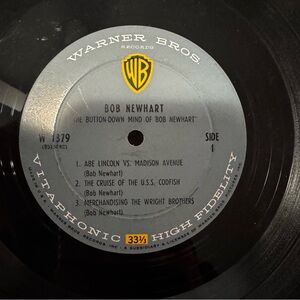 WARNER BROS
RECORDS
WB
BOB NEWHART
"THE BUTTON-DOWN MIND OF BOB NEWHART"
W 1379
SIDE
1
1. ABE LINCOLN VS. MADISON AVENUE
(Bob Newhart)
2. THE CRUISE OF THE U.S.S. CODFISH
(Bob Newhart)
3. MERCHANDISING THE WRIGHT BROTHERS
(Bob Newhart)
VITAPHONIC 33⅓ HIGH FIDELITY